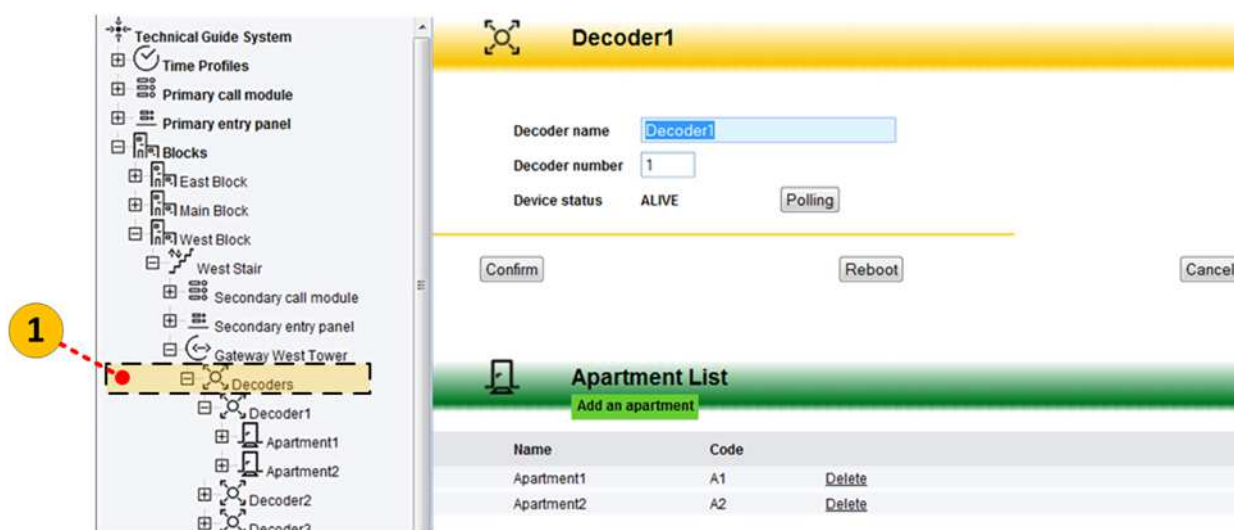 Technical Guide System
Time Profiles
Primary call module
Primary entry panel
Blocks
East Block
Main Block
West Block
West Stair
Secondary call module
Secondary entry panel
Gateway West Tower
1
Decoders
Decoder1
Apartment1
Apartment2
Decoder2
Decoder3
Decoder1
Decoder name Decoder1
Decoder number 1
Device status ALIVE Polling
Confirm Reboot Cancel
Apartment List
Add an apartment
Name Code
Apartment1 A1 Delete
Apartment2 A2 Delete